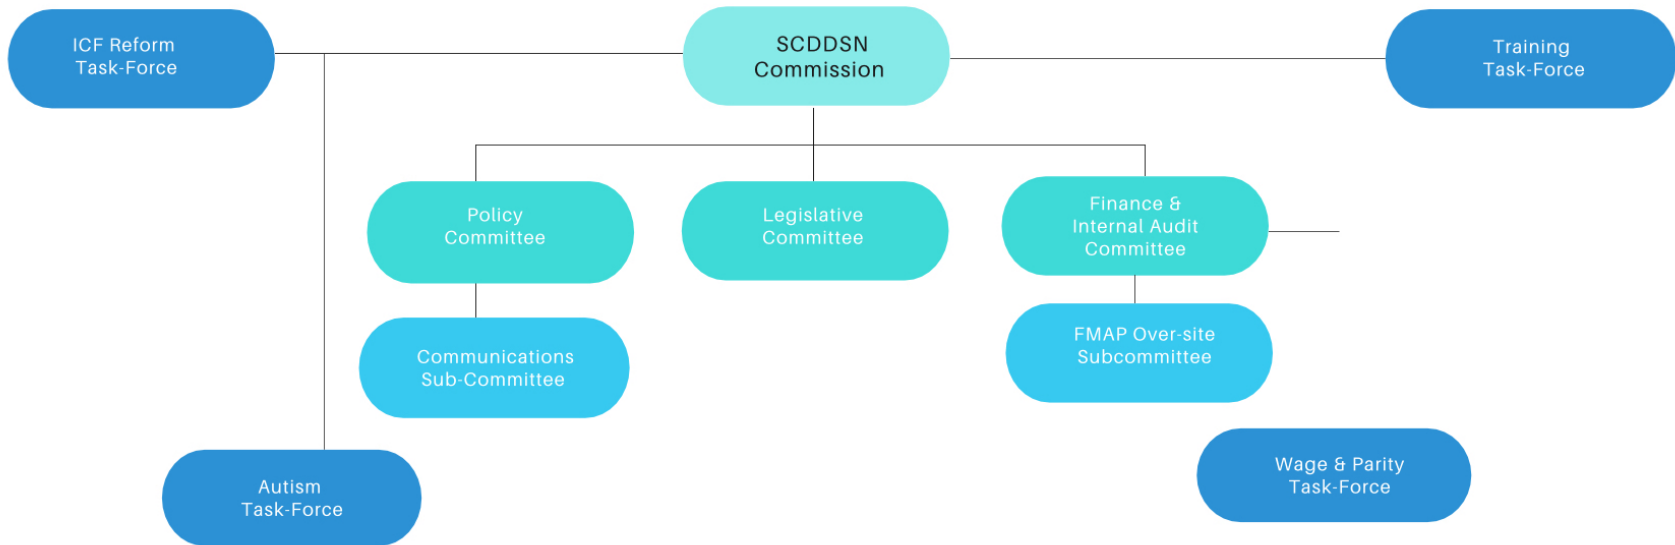 ICF Reform
Task-Force
SCDDSN
Commission
Training
Task-Force
Policy
Committee
Legislative
Committee
Finance &
Internal Audit
Committee
Communications
Sub-Committee
FMAP Over-site
Subcommittee
Autism
Task-Force
Wage & Parity
Task-Force